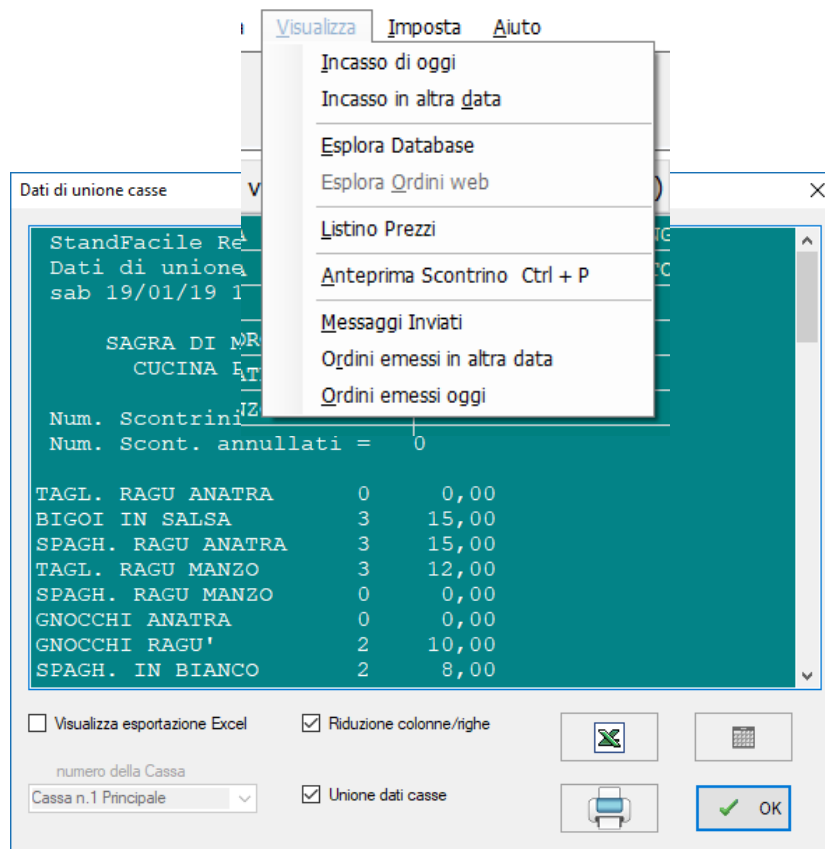 Visualizza Imposta Aiuto
Incasso di oggi
Incasso in altra data
Esplora Database
Esplora Ordini web
Listino Prezzi
Anteprima Scontrino Ctrl + P
Messaggi Inviati
Ordini emessi in altra data
Ordini emessi oggi
Dati di unione casse
StandFacile
Dati di unione
sab 19/01/19
SAGRA DI
CUCINA
Num. Scontrini
Num. Scont. annullati = 0
TAGL. RAGU ANATRA 0 0,00
BIGOI IN SALSA 3 15,00
SPAGH. RAGU ANATRA 3 15,00
TAGL. RAGU MANZO 3 12,00
SPAGH. RAGU MANZO 0 0,00
GNOCCHI ANATRA 0 0,00
GNOCCHI RAGU' 2 10,00
SPAGH. IN BIANCO 2 8,00
Visualizza esportazione Excel
Riduzione colonne/righe
numero della Cassa
Cassa n.1 Principale
Unione dati casse
OK